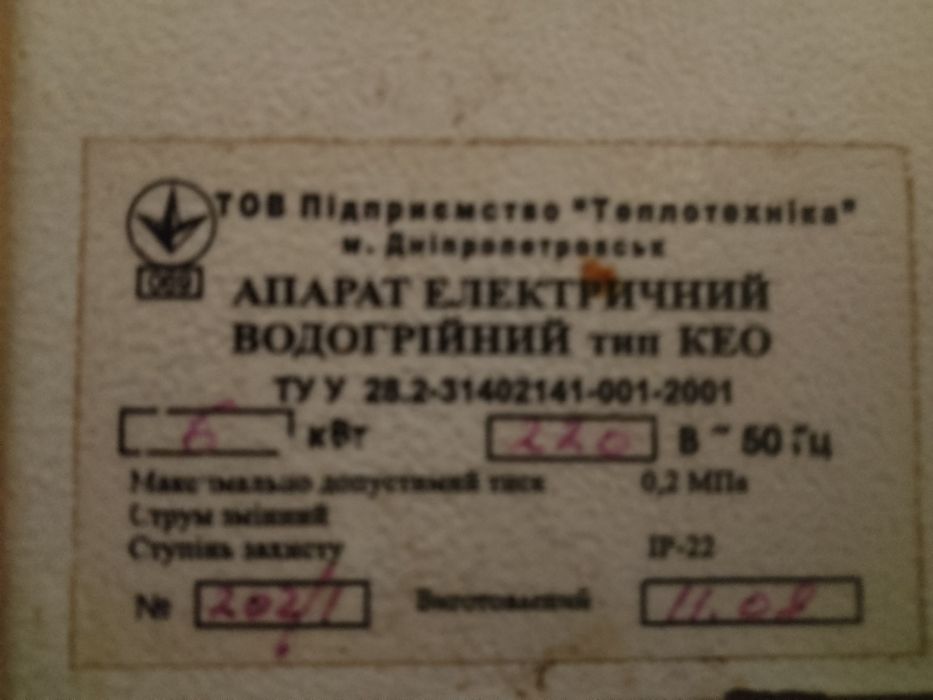 ТОВ Підприємство "Теплотехніка"
м. Дніпропетровськ
АПАРАТ ЕЛЕКТРИЧНИЙ
ВОДОГРІЙНИЙ тип КЕО
ТУ У 28.2-31402141-001-2001
6 кВт 220 В ~ 50 Гц
Максимально допустимий тиск 0,2 МПа
Струм змінний
Ступінь захисту IP-22
№ Виготовлений 11.08